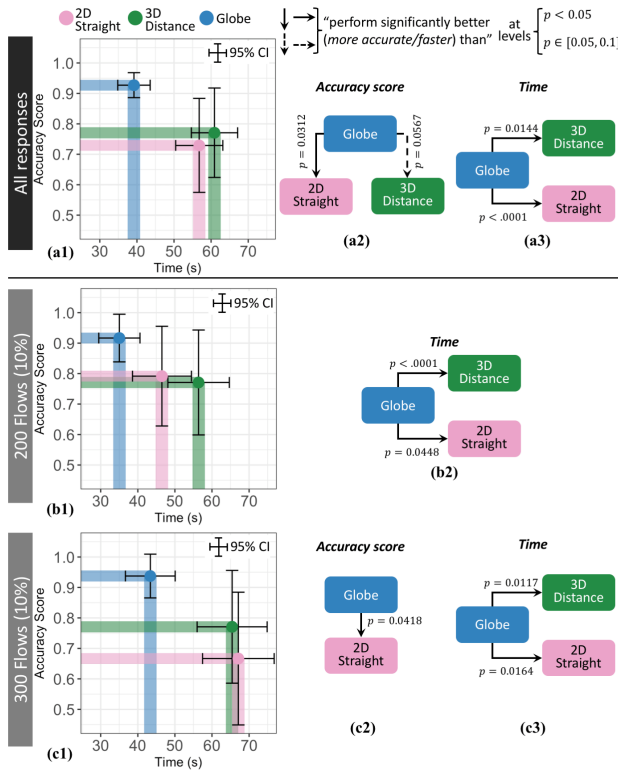 2D
Straight
3D
Distance
Globe
"perform significantly better
(more accurate/faster) than"
at
levels
p < 0.05
p ∈ [0.05, 0.1]
All responses
Accuracy Score
1.0
0.9
0.8
0.7
0.6
0.5
95% CI
30 40 50 60 70
Time (s)
(a1)
Accuracy score
Globe
p = 0.0312
p = 0.0567
2D
Straight
3D
Distance
(a2)
Time
p = 0.0144
3D
Distance
Globe
2D
Straight
p < .0001
(a3)
200 Flows (10%)
Accuracy Score
1.0
0.9
0.8
0.7
0.6
0.5
95% CI
30 40 50 60 70
Time (s)
(b1)
Time
p < .0001
3D
Distance
Globe
2D
Straight
p = 0.0448
(b2)
300 Flows (10%)
Accuracy Score
1.0
0.9
0.8
0.7
0.6
0.5
95% CI
30 40 50 60 70
Time (s)
(c1)
Accuracy score
Globe
p = 0.0418
2D
Straight
(c2)
Time
p = 0.0117
3D
Distance
Globe
2D
Straight
p = 0.0164
(c3)